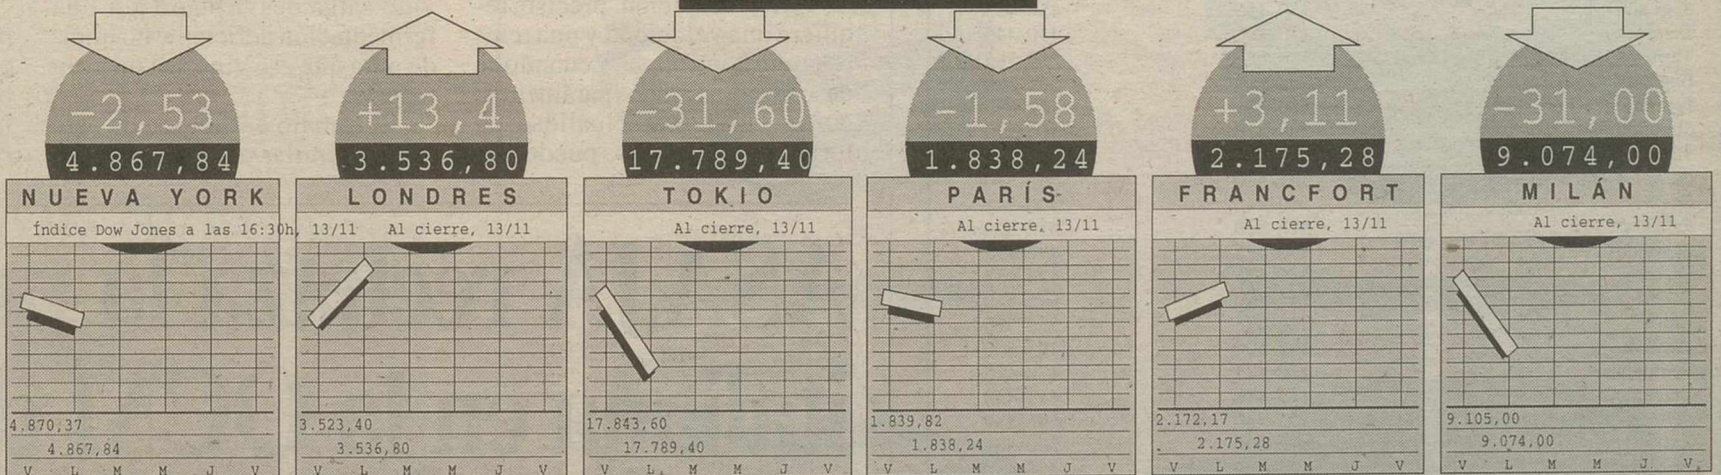 -2,53
4.867,84
NUEVA YORK
Índice Dow Jones a las 16:30h, 13/11
4.870,37
4.867,84
V L M M J V
+13,4
3.536,80
LONDRES
Al cierre, 13/11
3.523,40
3.536,80
V L M M J V
-31,60
17.789,40
TOKIO
Al cierre, 13/11
17.843,60
17.789,40
V L M M J V
-1,58
1.838,24
PARÍS
Al cierre, 13/11
1.839,82
1.838,24
V L M M J V
+3,11
2.175,28
FRANCFORT
Al cierre, 13/11
2.172,17
2.175,28
V L M M J V
-31,00
9.074,00
MILÁN
Al cierre, 13/11
9.105,00
9.074,00
V L M M J V